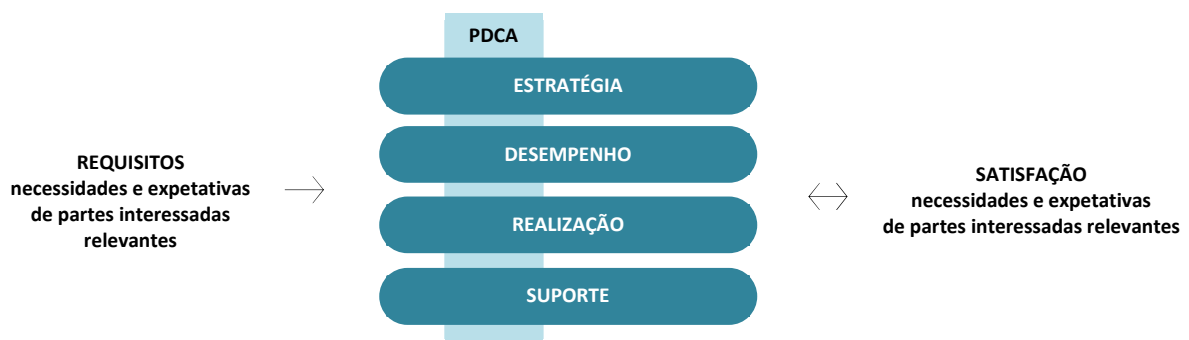 PDCA
ESTRATÉGIA
DESEMPENHO
REALIZAÇÃO
SUPORTE
REQUISITOS
necessidades e expetativas
de partes interessadas
relevantes
SATISFAÇÃO
necessidades e expetativas
de partes interessadas relevantes